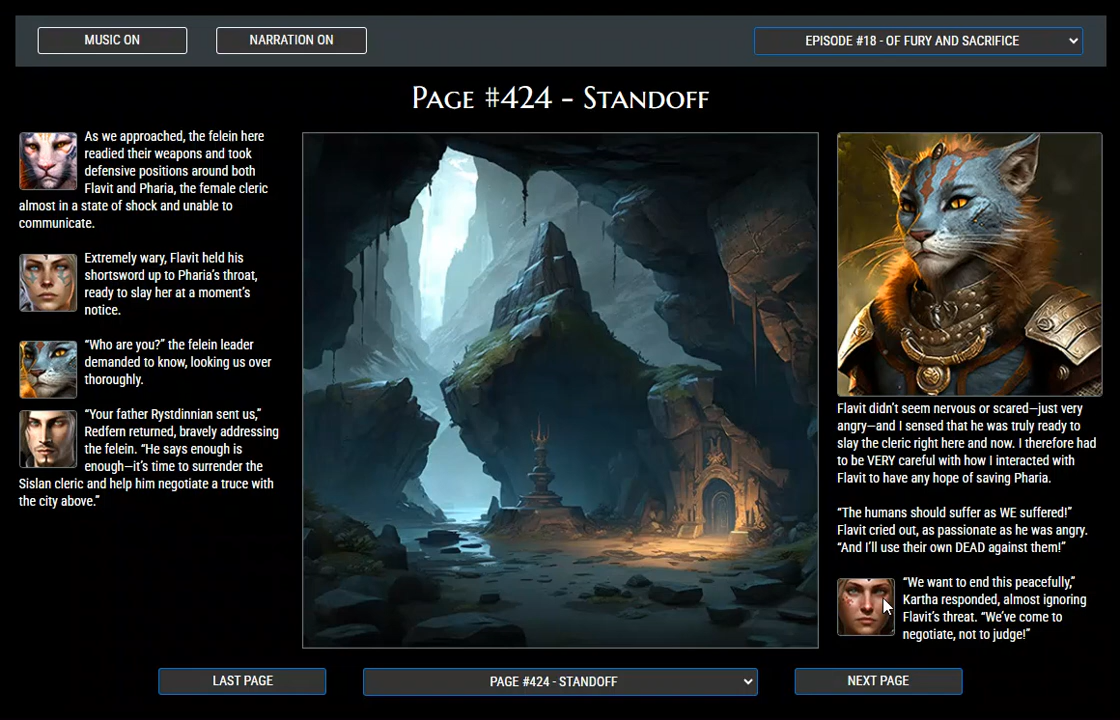 MUSIC ON
NARRATION ON
EPISODE #18 - OF FURY AND SACRIFICE
Page #424 - Standoff
As we approached, the felein here
readied their weapons and took
defensive positions around both
Flavit and Pharia, the female cleric
almost in a state of shock and unable to
communicate.
Extremely wary, Flavit held his
shortsword up to Pharia's throat,
ready to slay her at a moment's
notice.
“Who are you?” the felein leader
demanded to know, looking us over
thoroughly.
“Your father Rystdinnian sent us,”
Redfern returned, bravely addressing
the felein. “He says enough is
enough—it's time to surrender the
Sislan cleric and help him negotiate a truce with
the city above.”
Flavit didn't seem nervous or scared—just very
angry—and I sensed that he was truly ready to
slay the cleric right here and now. I therefore had
to be VERY careful with how I interacted with
Flavit to have any hope of saving Pharia.
“The humans should suffer as WE suffered!”
Flavit cried out, as passionate as he was angry.
“And I'll use their own DEAD against them!”
“We want to end this peacefully,”
Kartha responded, almost ignoring
Flavit's threat. “We've come to
negotiate, not to judge!”
LAST PAGE
PAGE #424 - STANDOFF
NEXT PAGE